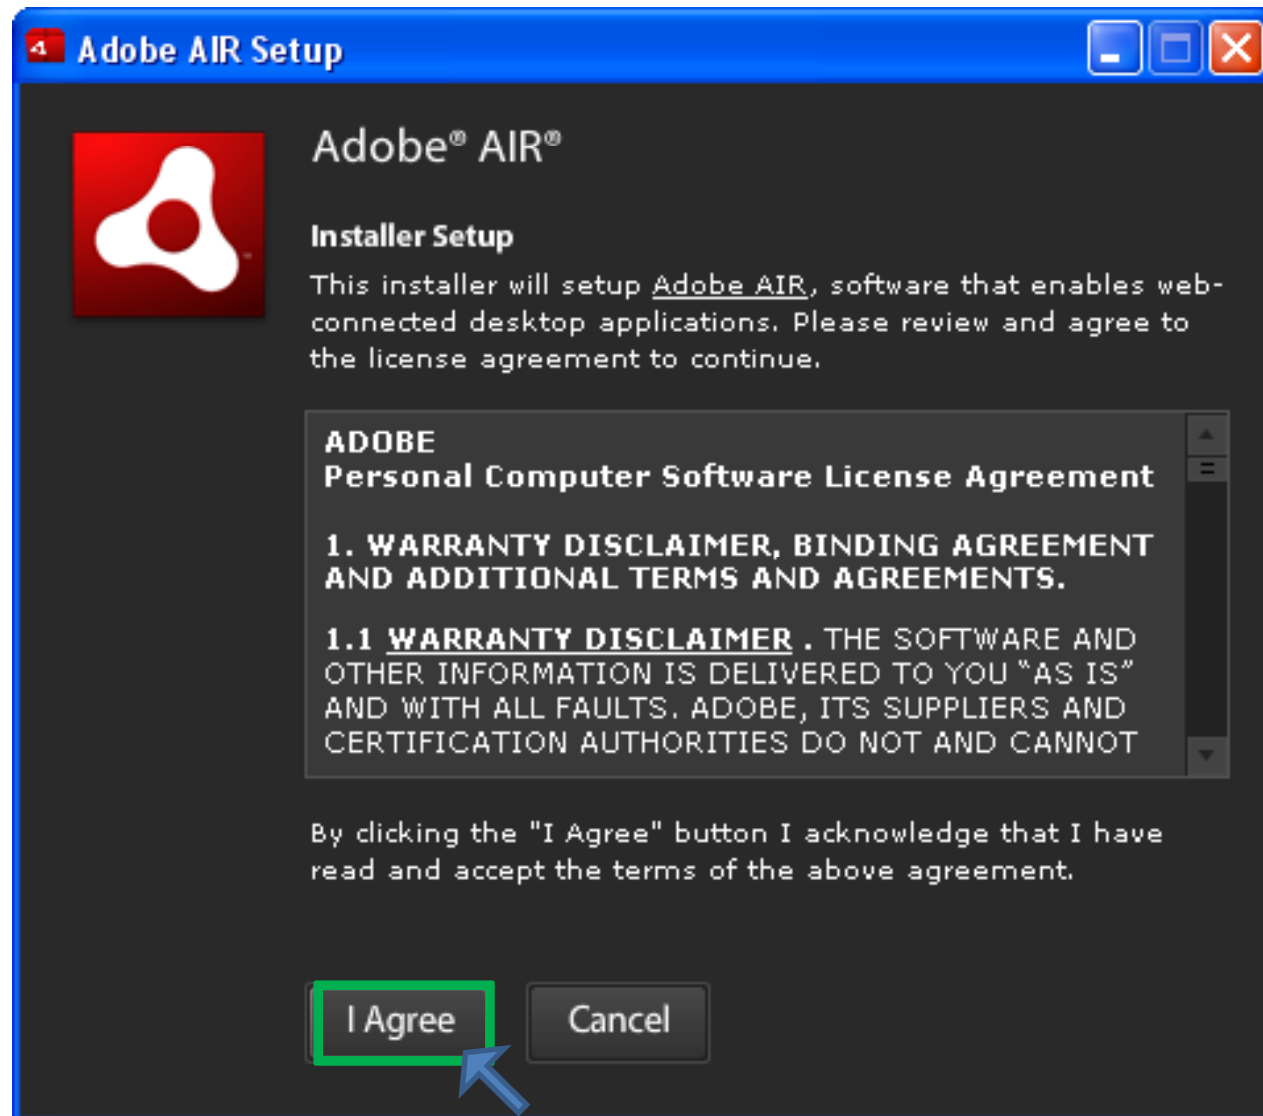 Adobe AIR Setup
Adobe® AIR®
Installer Setup
This installer will setup Adobe AIR, software that enables web-
connected desktop applications. Please review and agree to
the license agreement to continue.
ADOBE
Personal Computer Software License Agreement
1. WARRANTY DISCLAIMER, BINDING AGREEMENT
AND ADDITIONAL TERMS AND AGREEMENTS.
1.1 WARRANTY DISCLAIMER . THE SOFTWARE AND
OTHER INFORMATION IS DELIVERED TO YOU “AS IS”
AND WITH ALL FAULTS. ADOBE, ITS SUPPLIERS AND
CERTIFICATION AUTHORITIES DO NOT AND CANNOT
By clicking the "I Agree" button I acknowledge that I have
read and accept the terms of the above agreement.
I Agree
Cancel